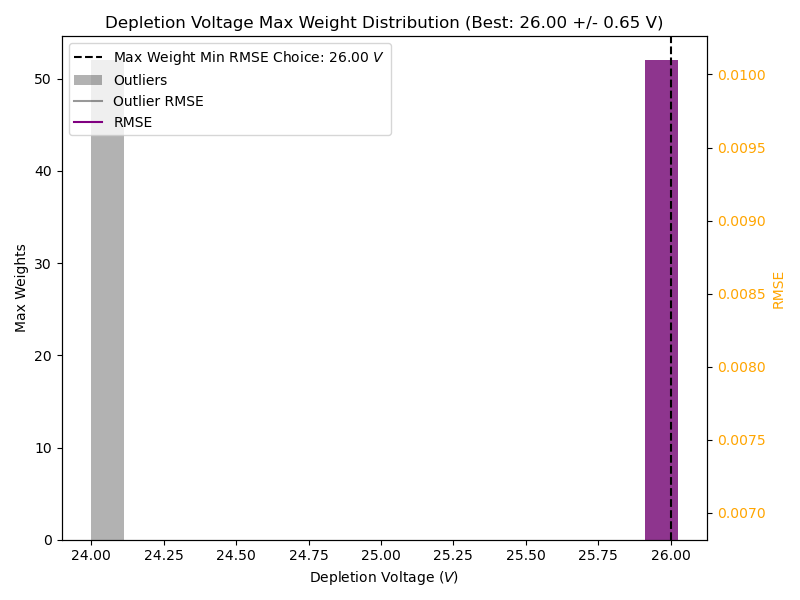 Depletion Voltage Max Weight Distribution (Best: 26.00 +/- 0.65 V)
Max Weight Min RMSE Choice: 26.00 V
Outliers
Outlier RMSE
RMSE
Max Weights
50
40
30
20
10
0
0.0100
0.0095
0.0090
0.0085
0.0080
0.0075
0.0070
RMSE
24.00 24.25 24.50 24.75 25.00 25.25 25.50 25.75 26.00
Depletion Voltage (V)